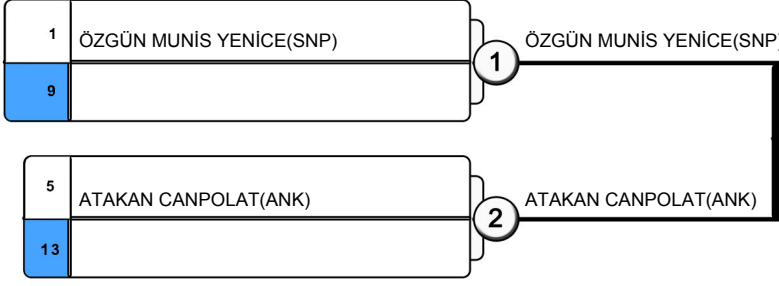 1 ÖZGÜN MUNİS YENİCE(SNP)
9
1
ÖZGÜN MUNİS YENİCE(SNP)
5 ATAKAN CANPOLAT(ANK)
13
2
ATAKAN CANPOLAT(ANK)